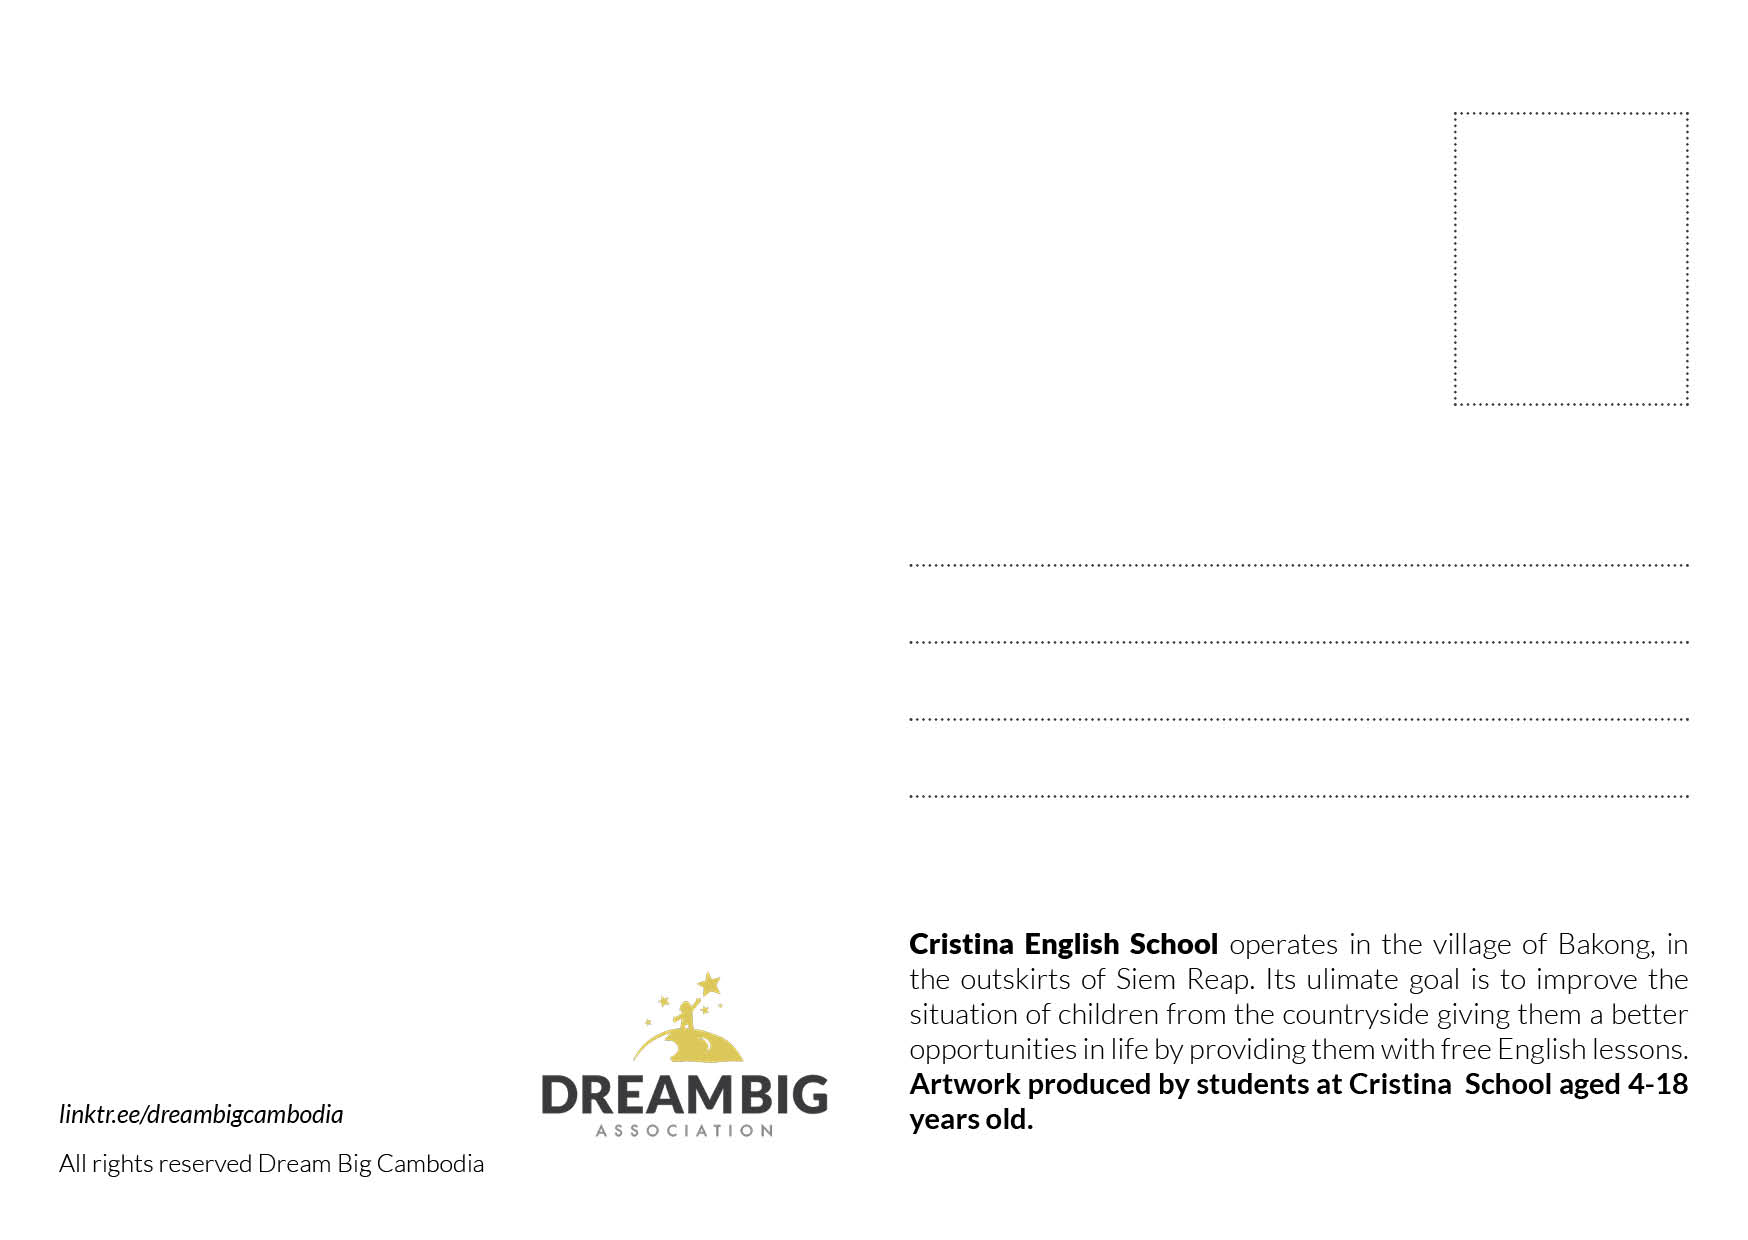 Cristina English School operates in the village of Bakong, in
the outskirts of Siem Reap. Its ulimate goal is to improve the
situation of children from the countryside giving them a better
opportunities in life by providing them with free English lessons.
Artwork produced by students at Cristina  School aged 4-18
years old.
DREAMBIG
ASSOCIATION
linktr.ee/dreambigcambodia
All rights reserved Dream Big Cambodia